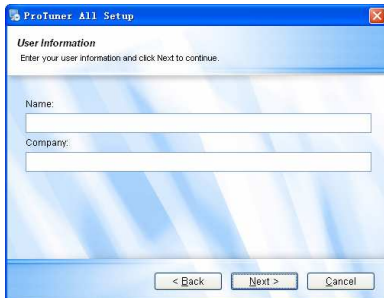 ProTuner All Setup
User Information
Enter your user information and click Next to continue.
Name:
Company:
< Back
Next >
Cancel